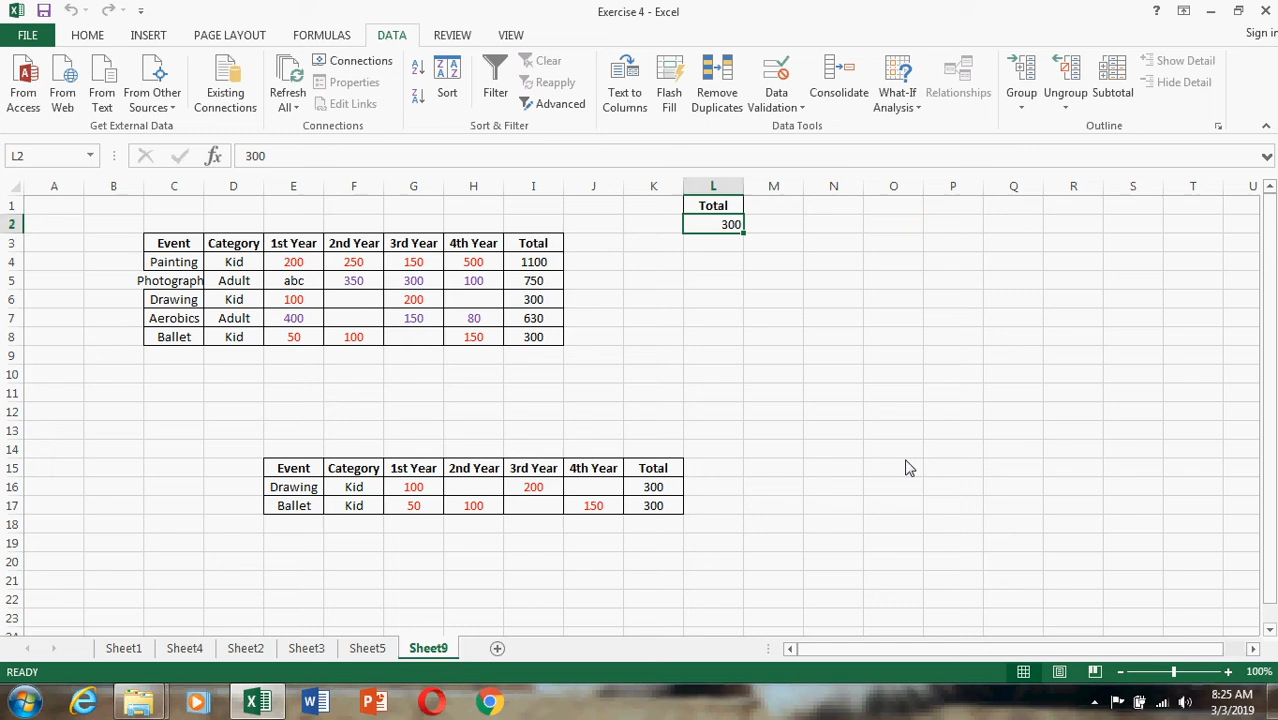 Exercise 4 - Excel
?
FILE HOME INSERT PAGE LAYOUT FORMULAS DATA REVIEW VIEW Sign in
From Access From Web From Text From Other Sources Existing Connections Refresh All Connections Properties Edit Links Sort Filter Clear Reapply Advanced Text to Columns Flash Fill Remove Duplicates Data Validation Consolidate What-If Analysis Relationships Group Ungroup Subtotal Show Detail Hide Detail
Get External Data Connections Sort & Filter Data Tools Outline
L2 fx 300
A B C D E F G H I J K L M N O P Q R S T U
1 Total
2 300
3 Event Category 1st Year 2nd Year 3rd Year 4th Year Total
4 Painting Kid 200 250 150 500 1100
5 Photograph Adult abc 350 300 100 750
6 Drawing Kid 100 200 300
7 Aerobics Adult 400 150 80 630
8 Ballet Kid 50 100 150 300
9
10
11
12
13
14
15 Event Category 1st Year 2nd Year 3rd Year 4th Year Total
16 Drawing Kid 100 200 300
17 Ballet Kid 50 100 150 300
18
19
20
21
22
23
Sheet1 Sheet4 Sheet2 Sheet3 Sheet5 Sheet9
READY 100%
8:25 AM
3/3/2019